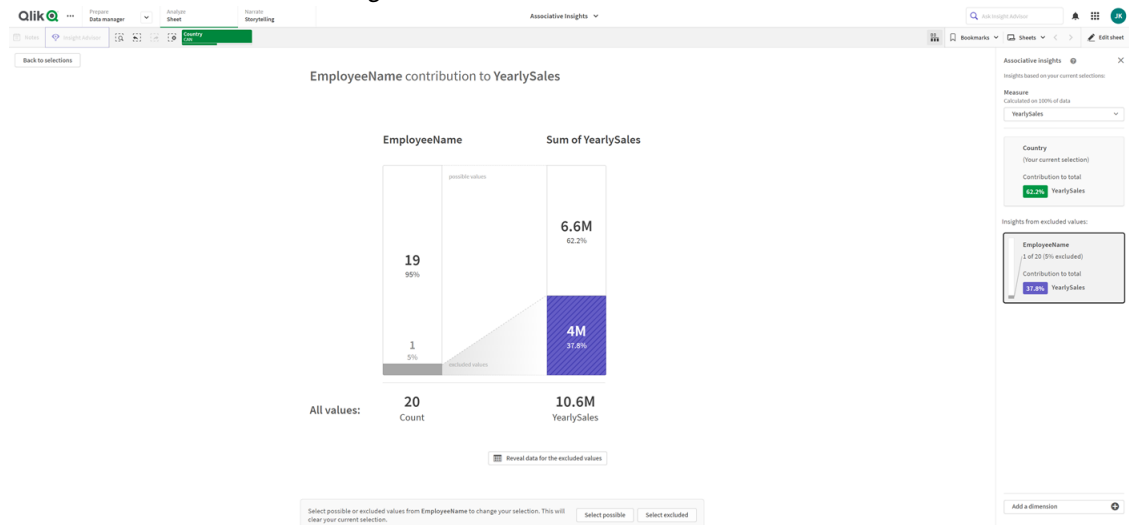 Qlik
Prepare
Data manager
Analyze
Sheet
Narrate
Storytelling
Associative Insights
Ask Insight Advisor
JK
Notes
Insight Advisor
Country
CAN
Bookmarks
Sheets
Edit sheet
Back to selections
EmployeeName contribution to YearlySales
EmployeeName
Sum of YearlySales
possible values
19
95%
6.6M
62.2%
1
5%
4M
37.8%
excluded values
All values:
20
Count
10.6M
YearlySales
Reveal data for the excluded values
Select possible or excluded values from EmployeeName to change your selection. This will
clear your current selection.
Select possible
Select excluded
Associative insights
Insights based on your current selections:
Measure
Calculated on 100% of data
YearlySales
Country
(Your current selection)
Contribution to total
62.2% YearlySales
Insights from excluded values:
EmployeeName
1 of 20 (5% excluded)
Contribution to total
37.8% YearlySales
Add a dimension